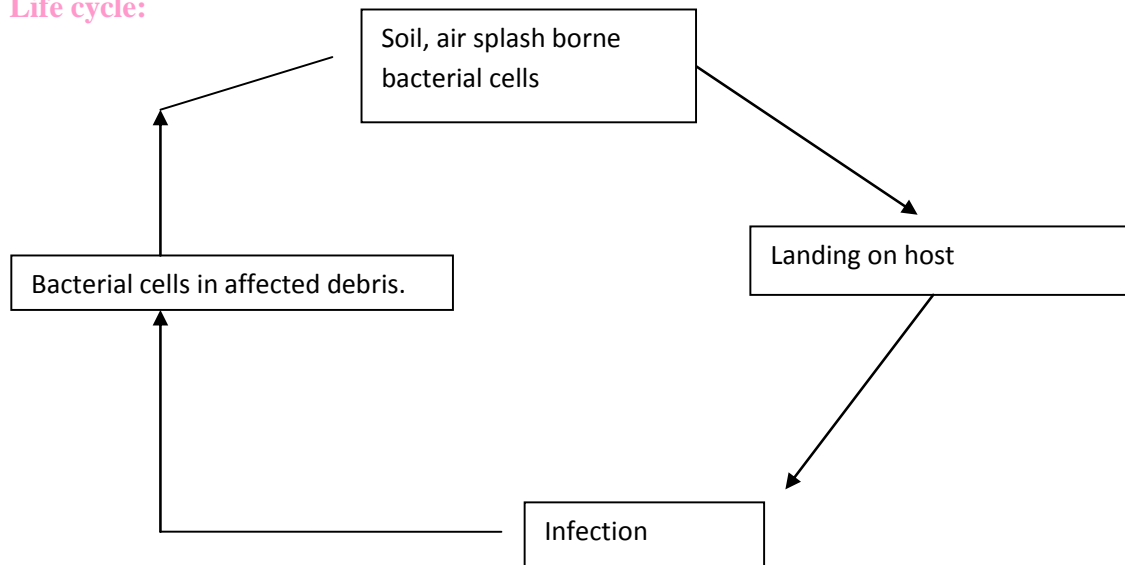 Life cycle:
Soil, air splash borne
bacterial cells
Landing on host
Bacterial cells in affected debris.
Infection